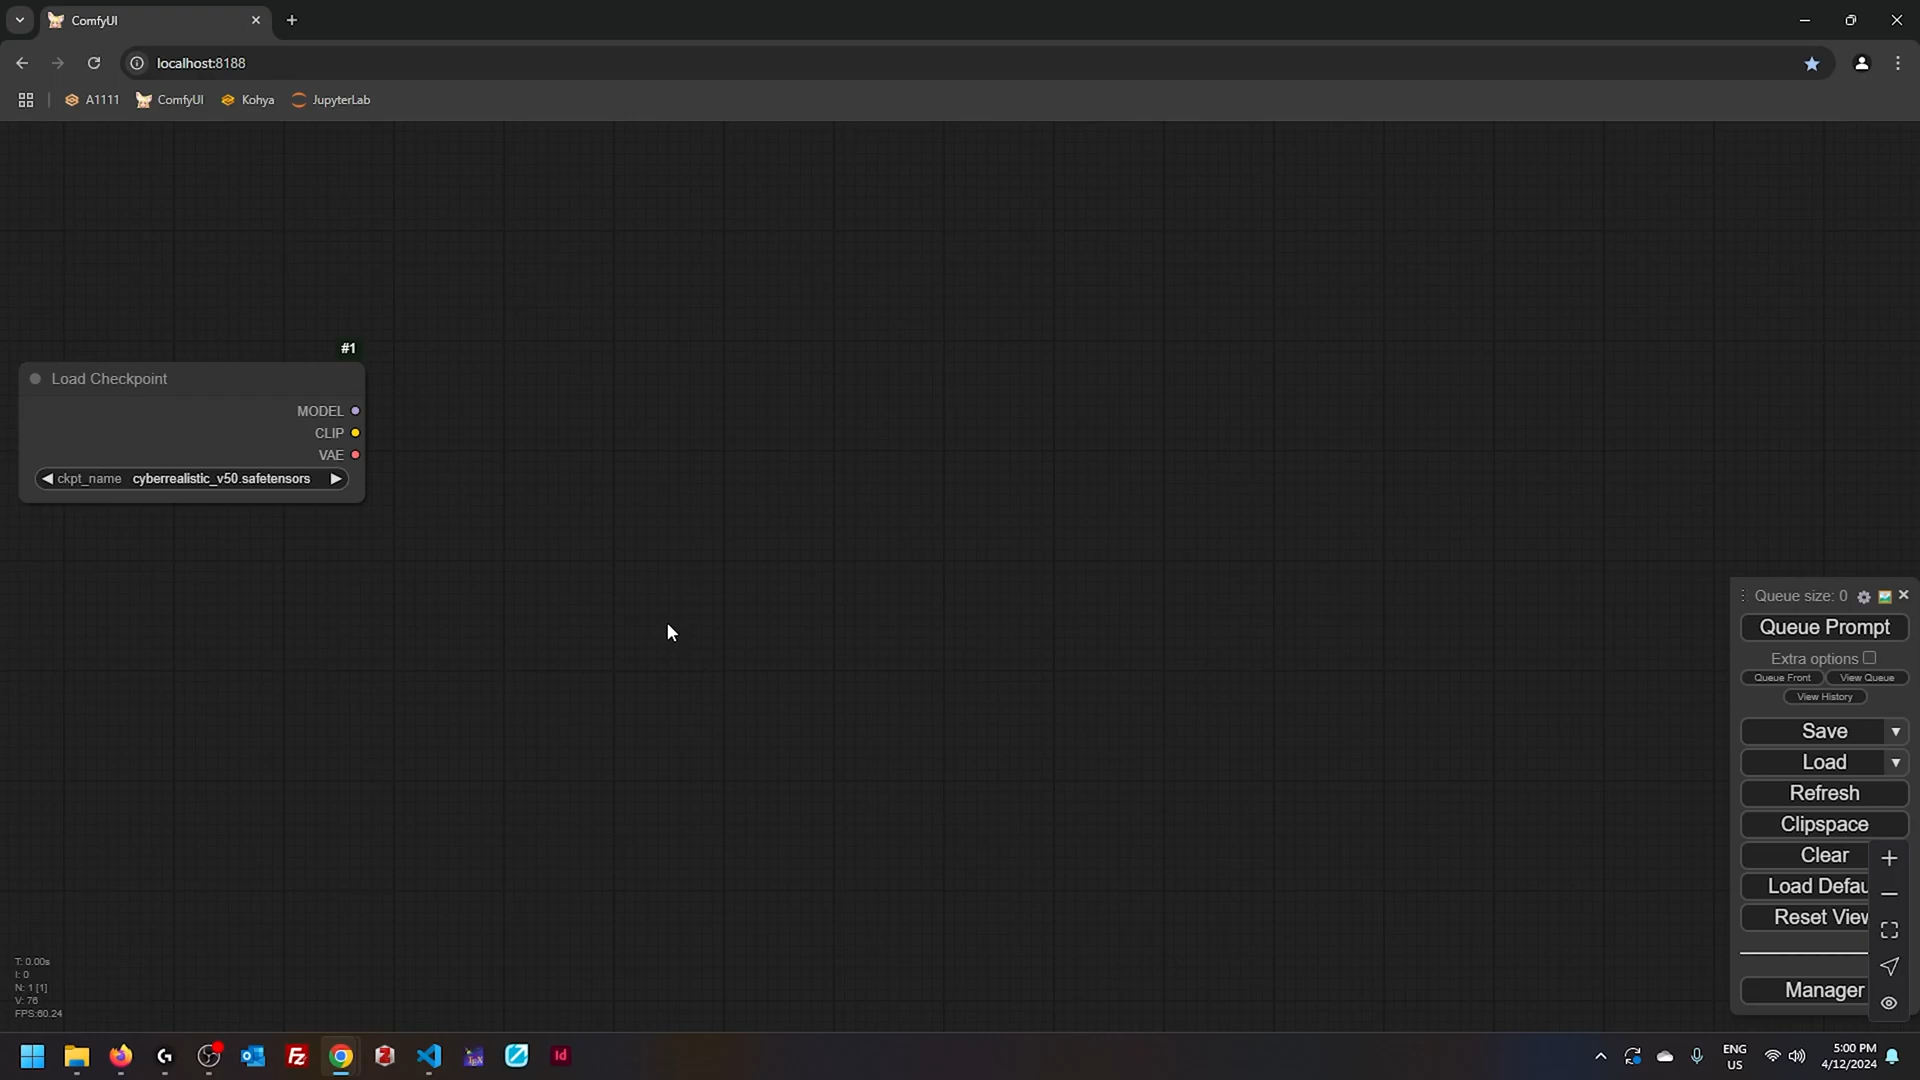 ComfyUI
localhost:8188
A1111 ComfyUI Kohya JupyterLab
#1
Load Checkpoint
MODEL
CLIP
VAE
ckpt_name cyberrealistic_v50.safetensors
Queue size: 0
Queue Prompt
Extra options
Queue Front View Queue
View History
Save
Load
Refresh
Clipspace
Clear
Load Defau
Reset View
Manager
T: 0.00s
I: 0
N: 1 [1]
V: 76
FPS:60.24
ENG
US
5:00 PM
4/12/2024